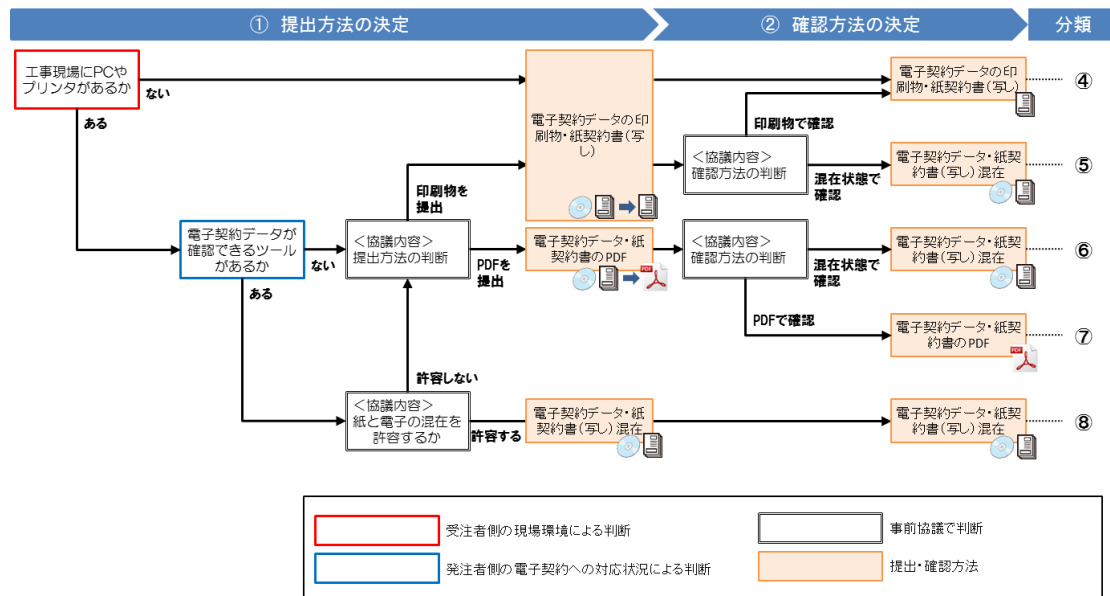 ① 提出方法の決定
② 確認方法の決定
分類
工事現場にPCや
プリンタがあるか
ない
ある
電子契約データの印
刷物・紙契約書(写
し)
電子契約データの印
刷物・紙契約書(写し)
④
印刷物で確認
<協議内容>
確認方法の判断
混在状態で
確認
電子契約データ・紙契
約書(写し)混在
⑤
印刷物を
提出
電子契約データが
確認できるツール
があるか
ない
ある
<協議内容>
提出方法の判断
PDFを
提出
電子契約データ・紙
契約書のPDF
PDF
<協議内容>
確認方法の判断
混在状態で
確認
電子契約データ・紙契
約書(写し)混在
⑥
PDFで確認
電子契約データ・紙契
約書のPDF
PDF
⑦
許容しない
<協議内容>
紙と電子の混在を
許容するか
許容する
電子契約データ・紙
契約書(写し)混在
電子契約データ・紙契
約書(写し)混在
⑧
受注者側の現場環境による判断
事前協議で判断
発注者側の電子契約への対応状況による判断
提出・確認方法